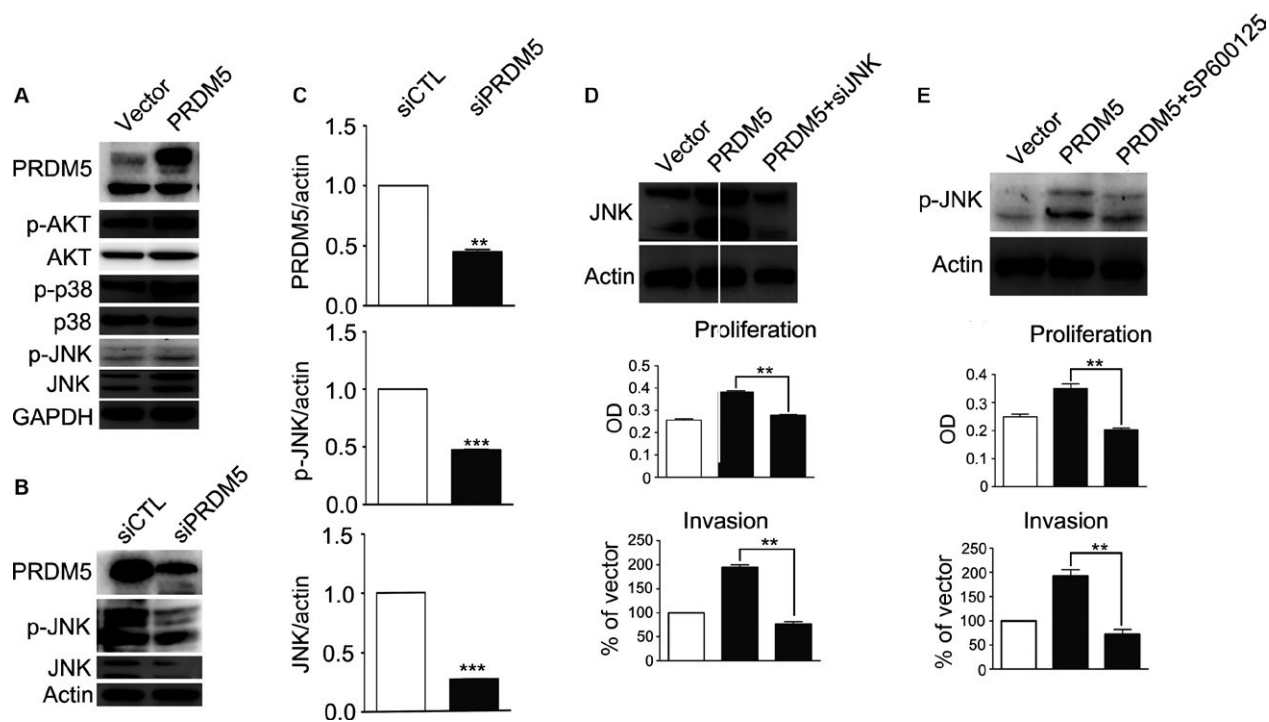 A
Vector PRDM5
PRDM5
p-AKT
AKT
p-p38
p38
p-JNK
JNK
GAPDH
B
siCTL siPRDM5
PRDM5
p-JNK
JNK
Actin
C
siCTL siPRDM5
PRDM5/actin
1.5
1.0
0.5
0.0
**
p-JNK/actin
1.5
1.0
0.5
0.0
***
JNK/actin
1.5
1.0
0.5
0.0
***
D
Vector PRDM5 PRDM5+siJNK
JNK
Actin
Proliferation
OD
0.5
0.4
0.3
0.2
0.1
0
**
Invasion
% of vector
250
200
150
100
50
0
**
E
Vector PRDM5 PRDM5+SP600125
p-JNK
Actin
Proliferation
OD
0.4
0.3
0.2
0.1
0
**
Invasion
% of vector
250
200
150
100
50
0
**